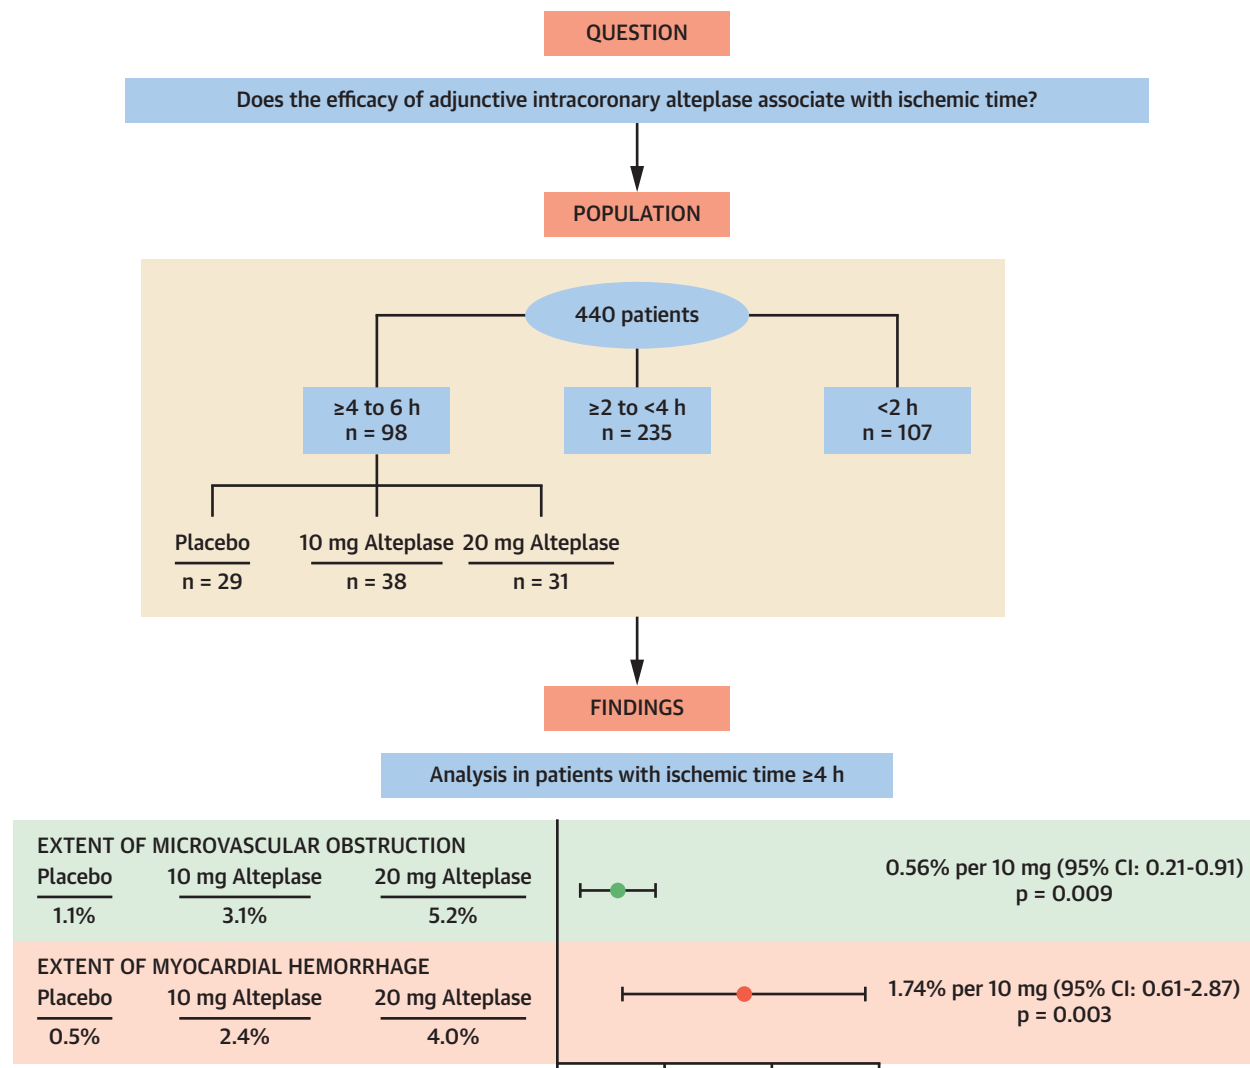 QUESTION
Does the efficacy of adjunctive intracoronary alteplase associate with ischemic time?
POPULATION
440 patients
≥4 to 6 h
n = 98
≥2 to <4 h
n = 235
<2 h
n = 107
Placebo
n = 29
10 mg Alteplase
n = 38
20 mg Alteplase
n = 31
FINDINGS
Analysis in patients with ischemic time ≥4 h
EXTENT OF MICROVASCULAR OBSTRUCTION
Placebo
1.1%
10 mg Alteplase
3.1%
20 mg Alteplase
5.2%
0.56% per 10 mg (95% CI: 0.21-0.91)
p = 0.009
EXTENT OF MYOCARDIAL HEMORRHAGE
Placebo
0.5%
10 mg Alteplase
2.4%
20 mg Alteplase
4.0%
1.74% per 10 mg (95% CI: 0.61-2.87)
p = 0.003